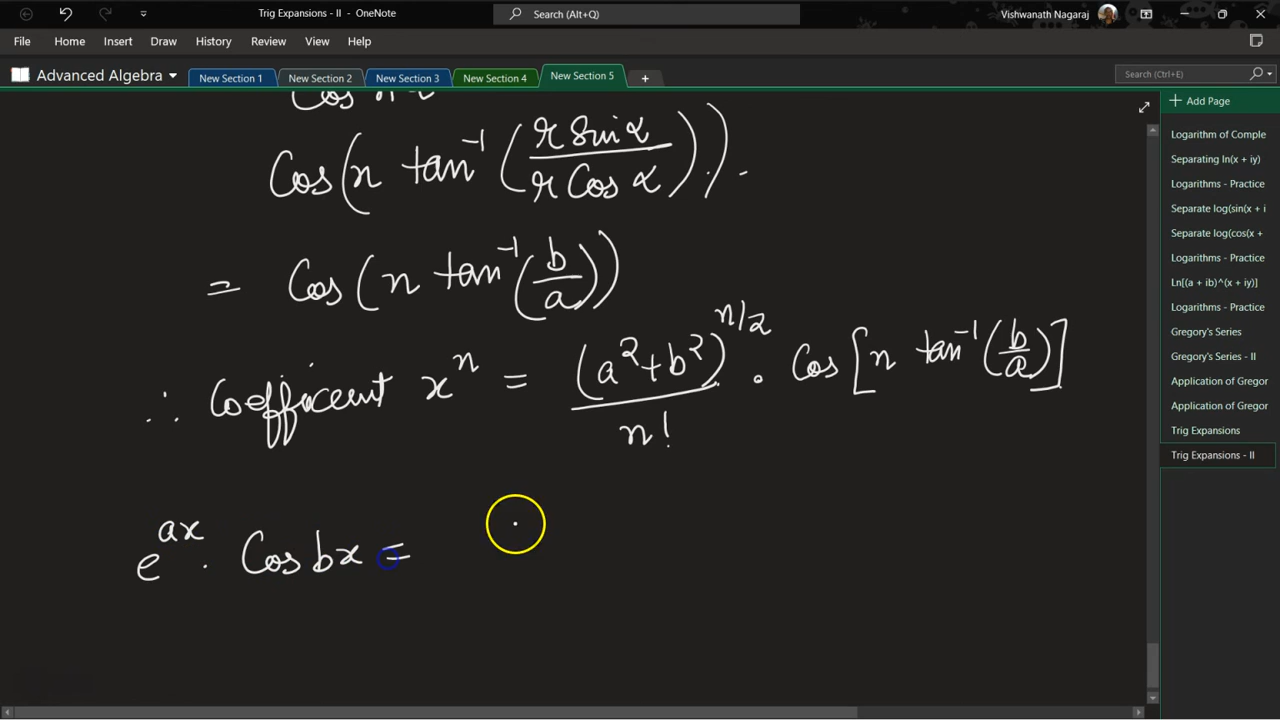 Trig Expansions - II - OneNote
Search (Alt+Q)
Vishwanath Nagaraj
File Home Insert Draw History Review View Help
Advanced Algebra
New Section 1 New Section 2 New Section 3 New Section 4 New Section 5 +
Search (Ctrl+E)
Add Page
Logarithm of Comple
Separating ln(x + iy)
Logarithms - Practice
Separate log(sin(x + i
Separate log(cos(x +
Logarithms - Practice
Ln[(a + ib)^(x + iy)]
Logarithms - Practice
Gregory's Series
Gregory's Series - II
Application of Gregor
Application of Gregor
Trig Expansions
Trig Expansions - II
Cos(n tan⁻¹(r Sin α / r Cos α)).
= Cos(n tan⁻¹(b/a))
∴ Coefficient xⁿ = (a²+b²)^(n/2) / n! . Cos[n tan⁻¹(b/a)]
e^(ax) . Cos bx =